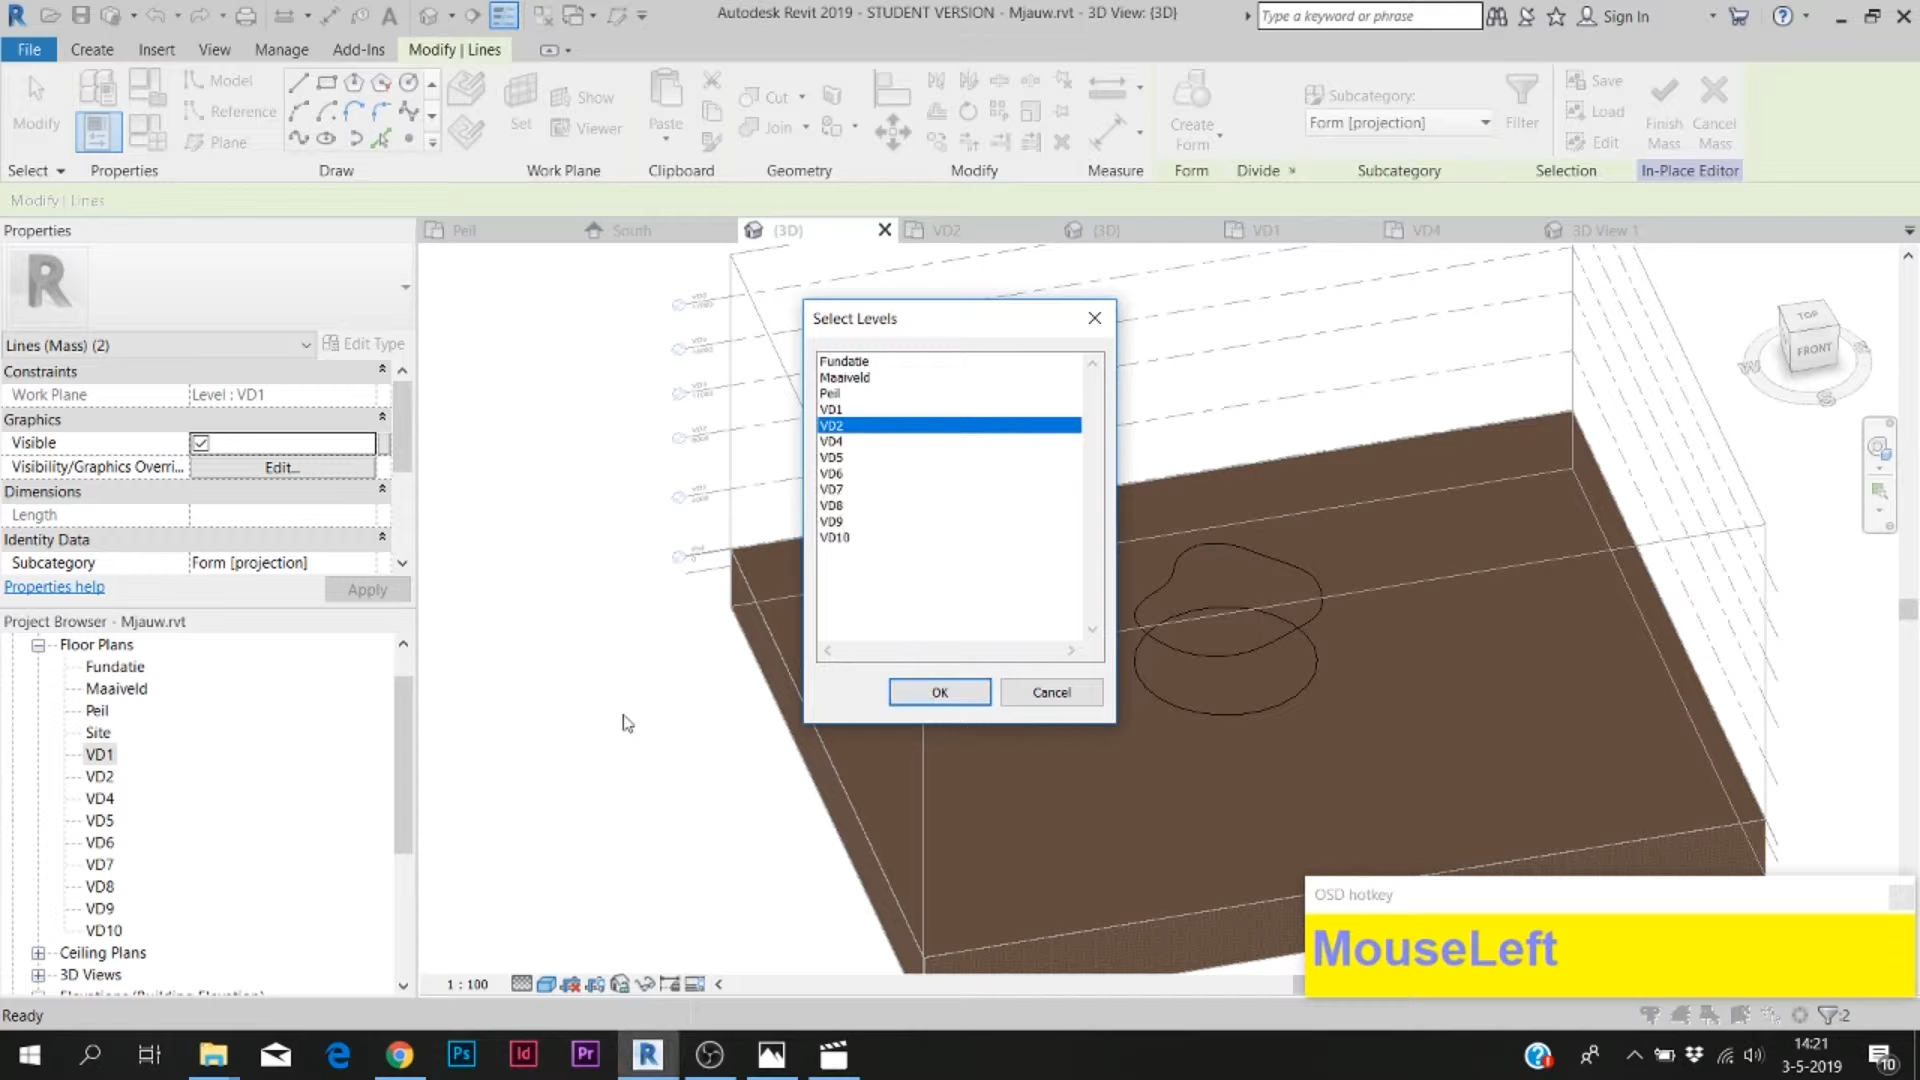 Autodesk Revit 2019 - STUDENT VERSION - Mjauw.rvt - 3D View: {3D}
Type a keyword or phrase
Sign In
File Create Insert View Manage Add-Ins Modify | Lines
Modify
Model
Reference
Plane
Set
Show
Viewer
Paste
Cut
Join
Create
Form
Subcategory:
Form [projection]
Filter
Save
Load
Edit
Finish
Mass
Cancel
Mass
Select Properties Draw Work Plane Clipboard Geometry Modify Measure Form Divide Subcategory Selection In-Place Editor
Modify | Lines
Properties
Peil South {3D} VD2 {3D} VD1 VD4 3D View 1
Lines (Mass) (2)
Edit Type
Constraints
Work Plane Level : VD1
Graphics
Visible
Visibility/Graphics Overri... Edit...
Dimensions
Length
Identity Data
Subcategory Form [projection]
Properties help
Apply
Project Browser - Mjauw.rvt
Floor Plans
Fundatie
Maaiveld
Peil
Site
VD1
VD2
VD4
VD5
VD6
VD7
VD8
VD9
VD10
Ceiling Plans
3D Views
Select Levels
Fundatie
Maaiveld
Peil
VD1
VD2
VD4
VD5
VD6
VD7
VD8
VD9
VD10
OK Cancel
TOP
FRONT
W
S
OSD hotkey
MouseLeft
1 : 100
Ready
:2
Ps Id Pr R
14:21
3-5-2019
10